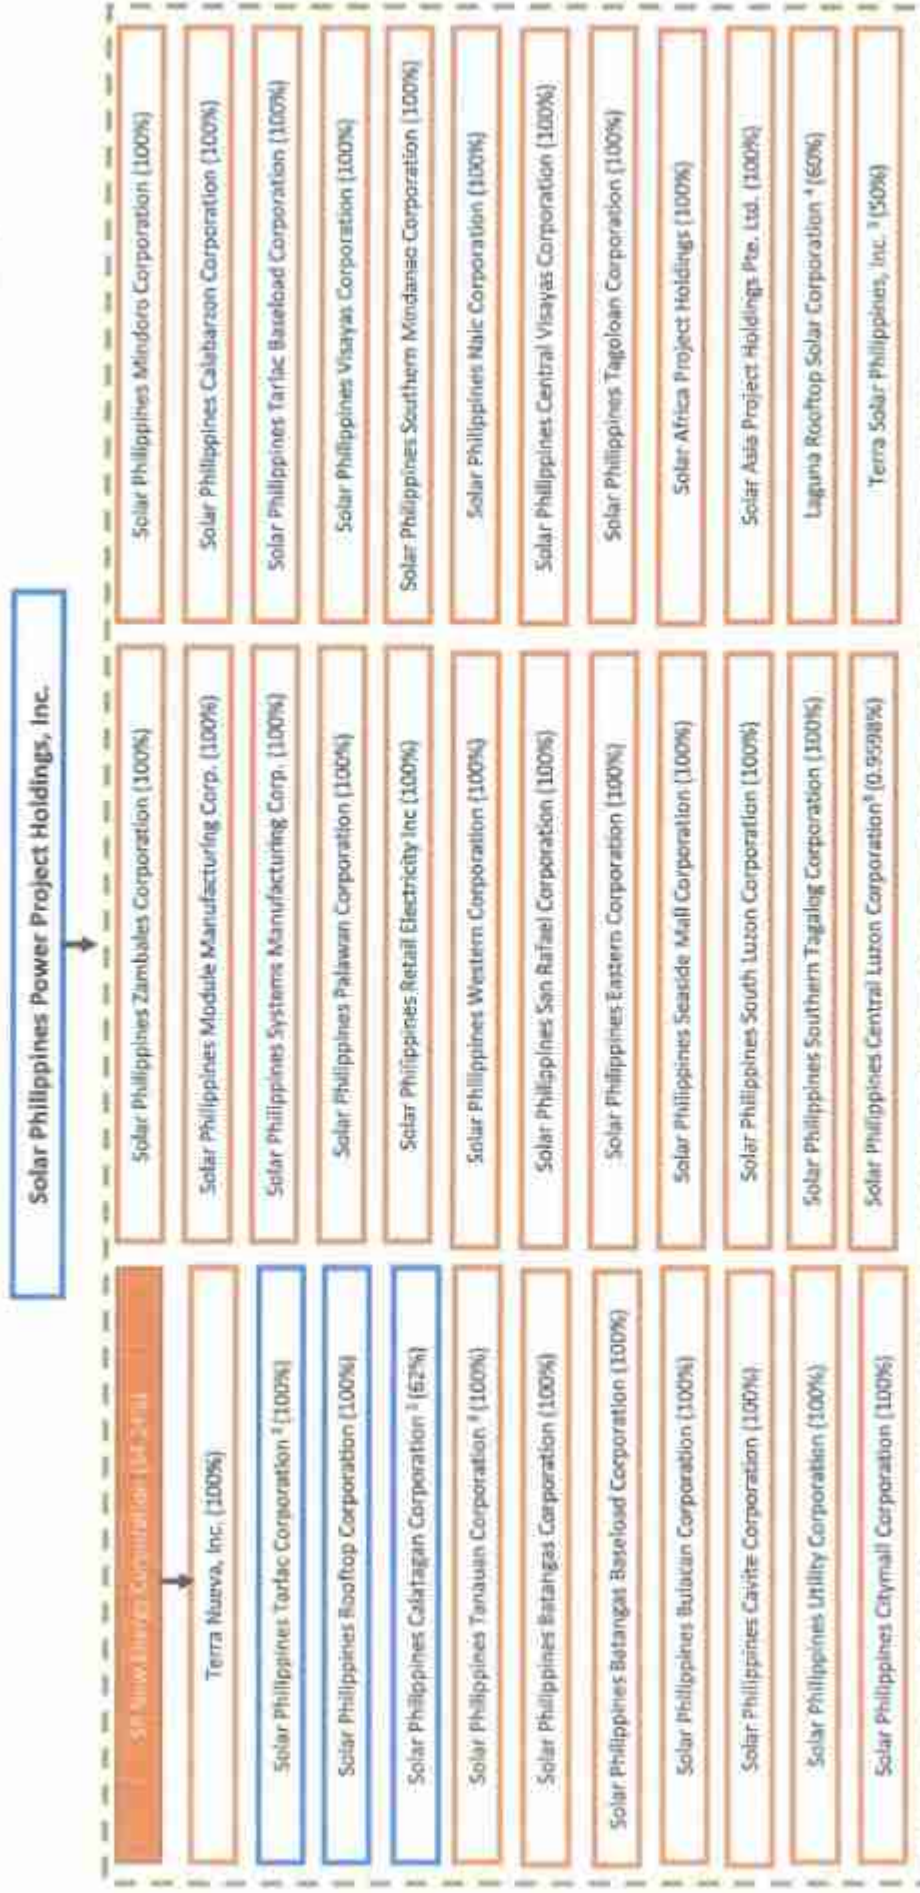 Solar Philippines Power Project Holdings, Inc.
SP New Energy Corporation
Terra Nueva, Inc. (100%)
Solar Philippines Tarlac Corporation (100%)
Solar Philippines Rooftop Corporation (100%)
Solar Philippines Calatagan Corporation (62%)
Solar Philippines Tanauan Corporation (100%)
Solar Philippines Batangas Corporation (100%)
Solar Philippines Batangas Baseload Corporation (100%)
Solar Philippines Bulacan Corporation (100%)
Solar Philippines Cavite Corporation (100%)
Solar Philippines Utility Corporation (100%)
Solar Philippines Citymall Corporation (100%)
Solar Philippines Zambales Corporation (100%)
Solar Philippines Module Manufacturing Corp. (100%)
Solar Philippines Systems Manufacturing Corp. (100%)
Solar Philippines Palawan Corporation (100%)
Solar Philippines Retail Electricity Inc (100%)
Solar Philippines Western Corporation (100%)
Solar Philippines San Rafael Corporation (100%)
Solar Philippines Eastern Corporation (100%)
Solar Philippines Seaside Mall Corporation (100%)
Solar Philippines South Luzon Corporation (100%)
Solar Philippines Southern Tagalog Corporation (100%)
Solar Philippines Central Luzon Corporation (0.9598%)
Solar Philippines Mindoro Corporation (100%)
Solar Philippines Calabarzon Corporation (100%)
Solar Philippines Tarlac Baseload Corporation (100%)
Solar Philippines Visayas Corporation (100%)
Solar Philippines Southern Mindanao Corporation (100%)
Solar Philippines Naic Corporation (100%)
Solar Philippines Central Visayas Corporation (100%)
Solar Philippines Tagoloan Corporation (100%)
Solar Africa Project Holdings (100%)
Solar Asia Project Holdings Pte. Ltd. (100%)
Laguna Rooftop Solar Corporation ⁴ (60%)
Terra Solar Philippines, Inc. (50%)